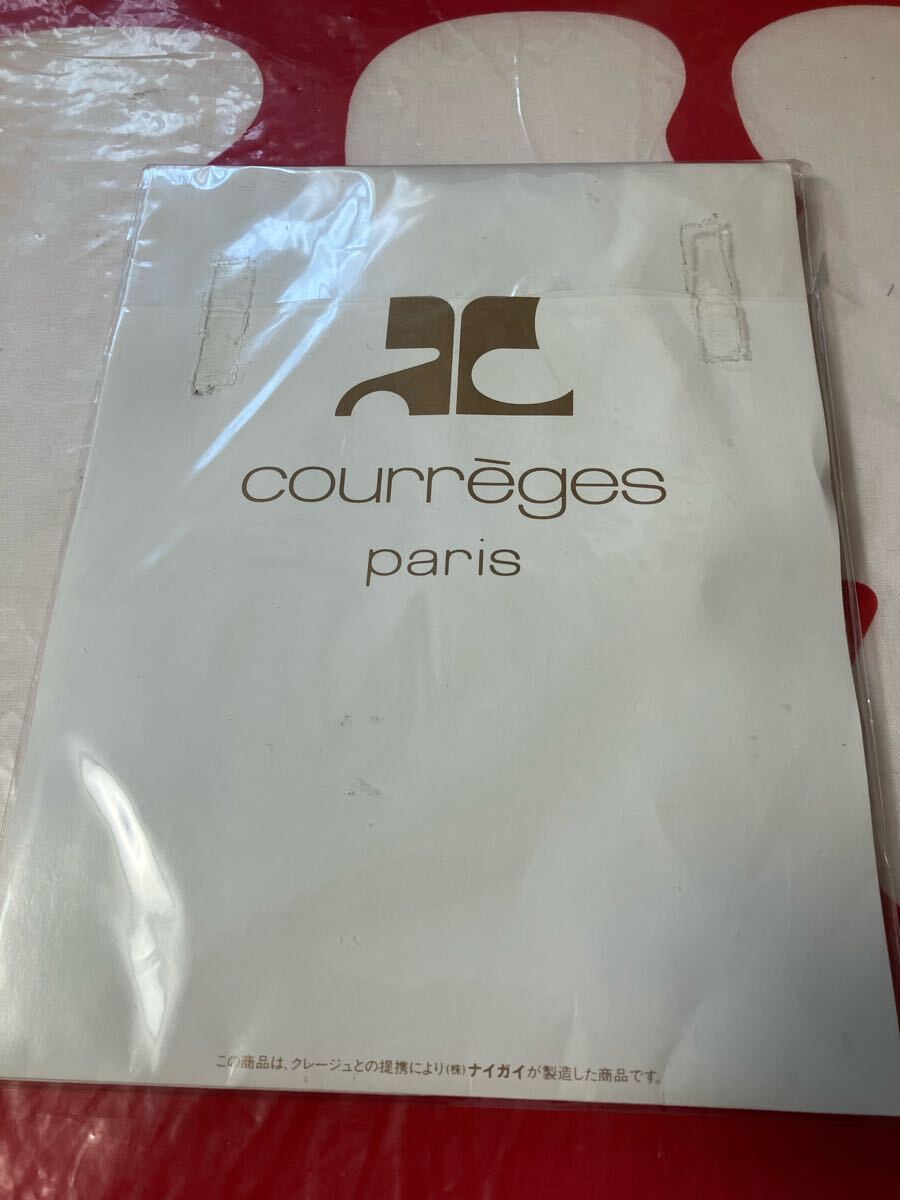 courrèges
paris
この商品は、クレージュとの提携により(株)ナイガイが製造した商品です。